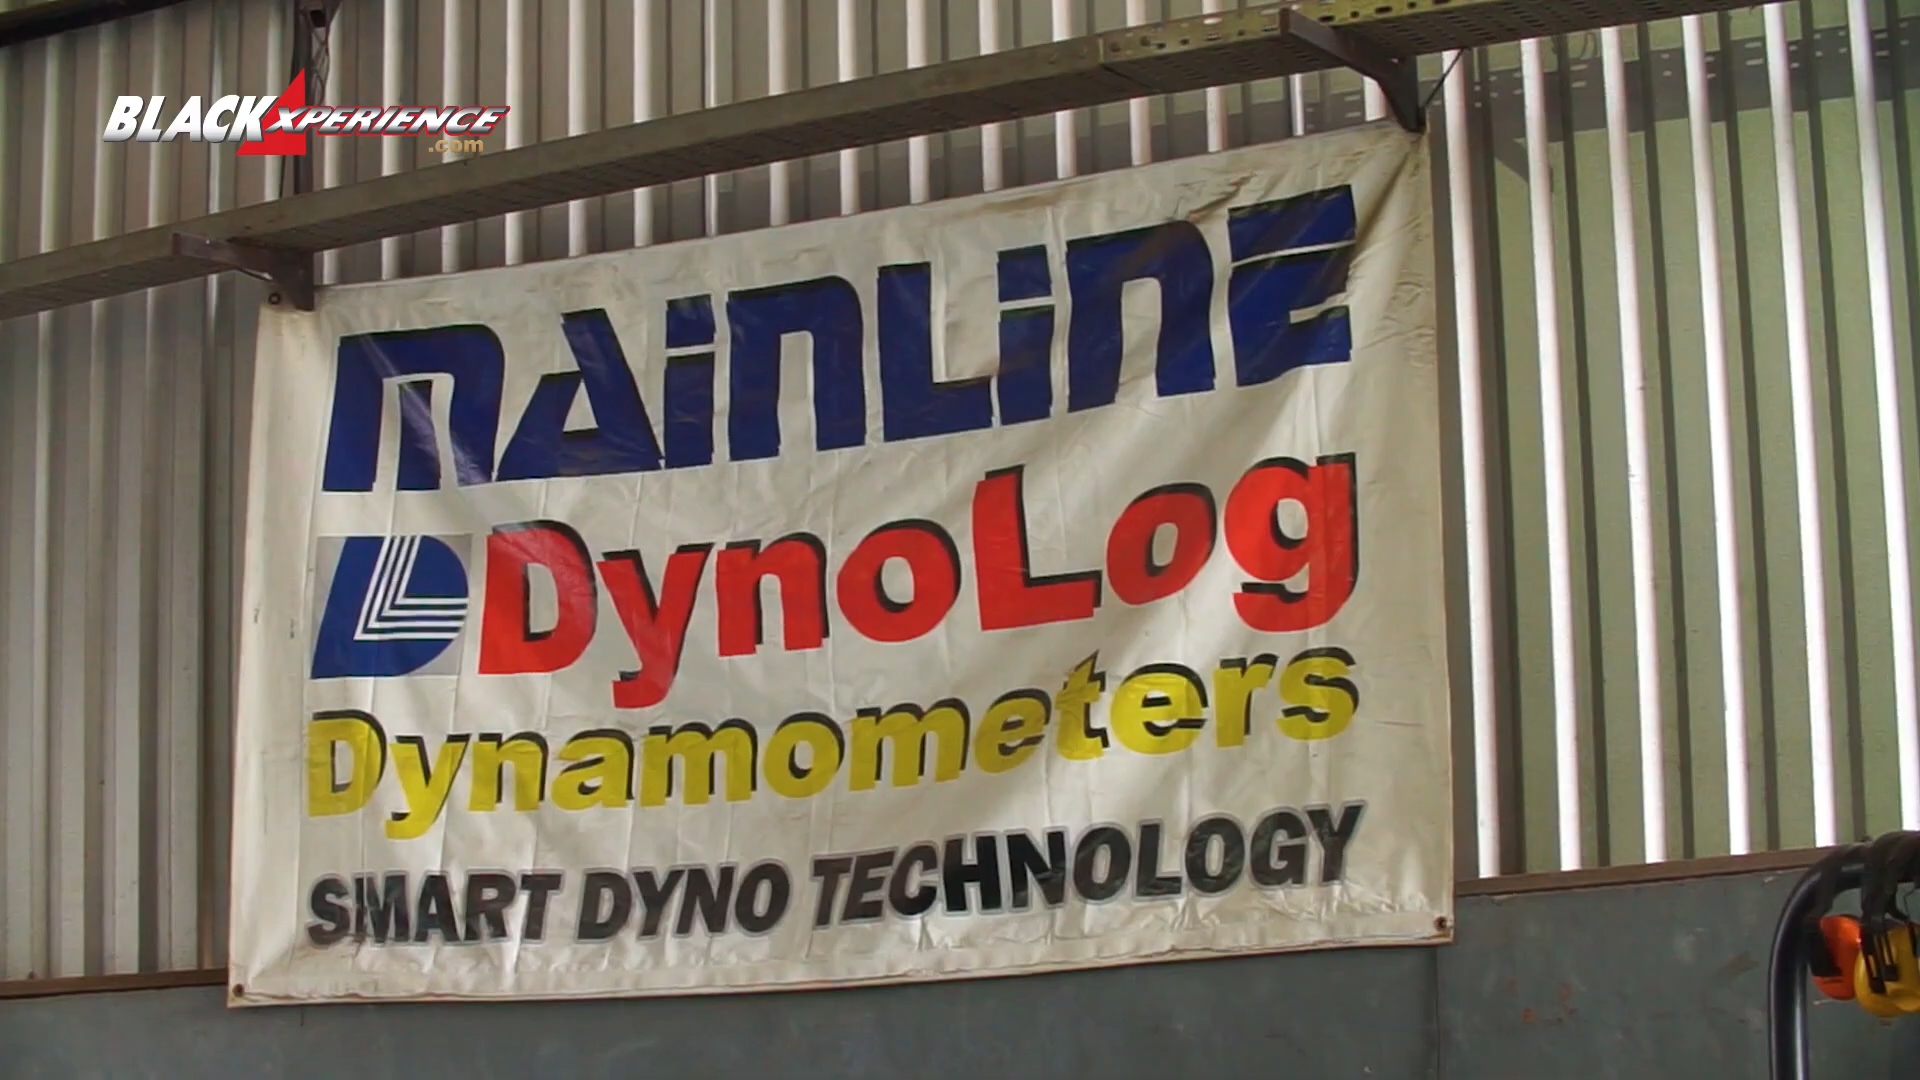 BLACKXPERIENCE
.com
MAINLINE
DynoLog
Dynamometers
SMART DYNO TECHNOLOGY